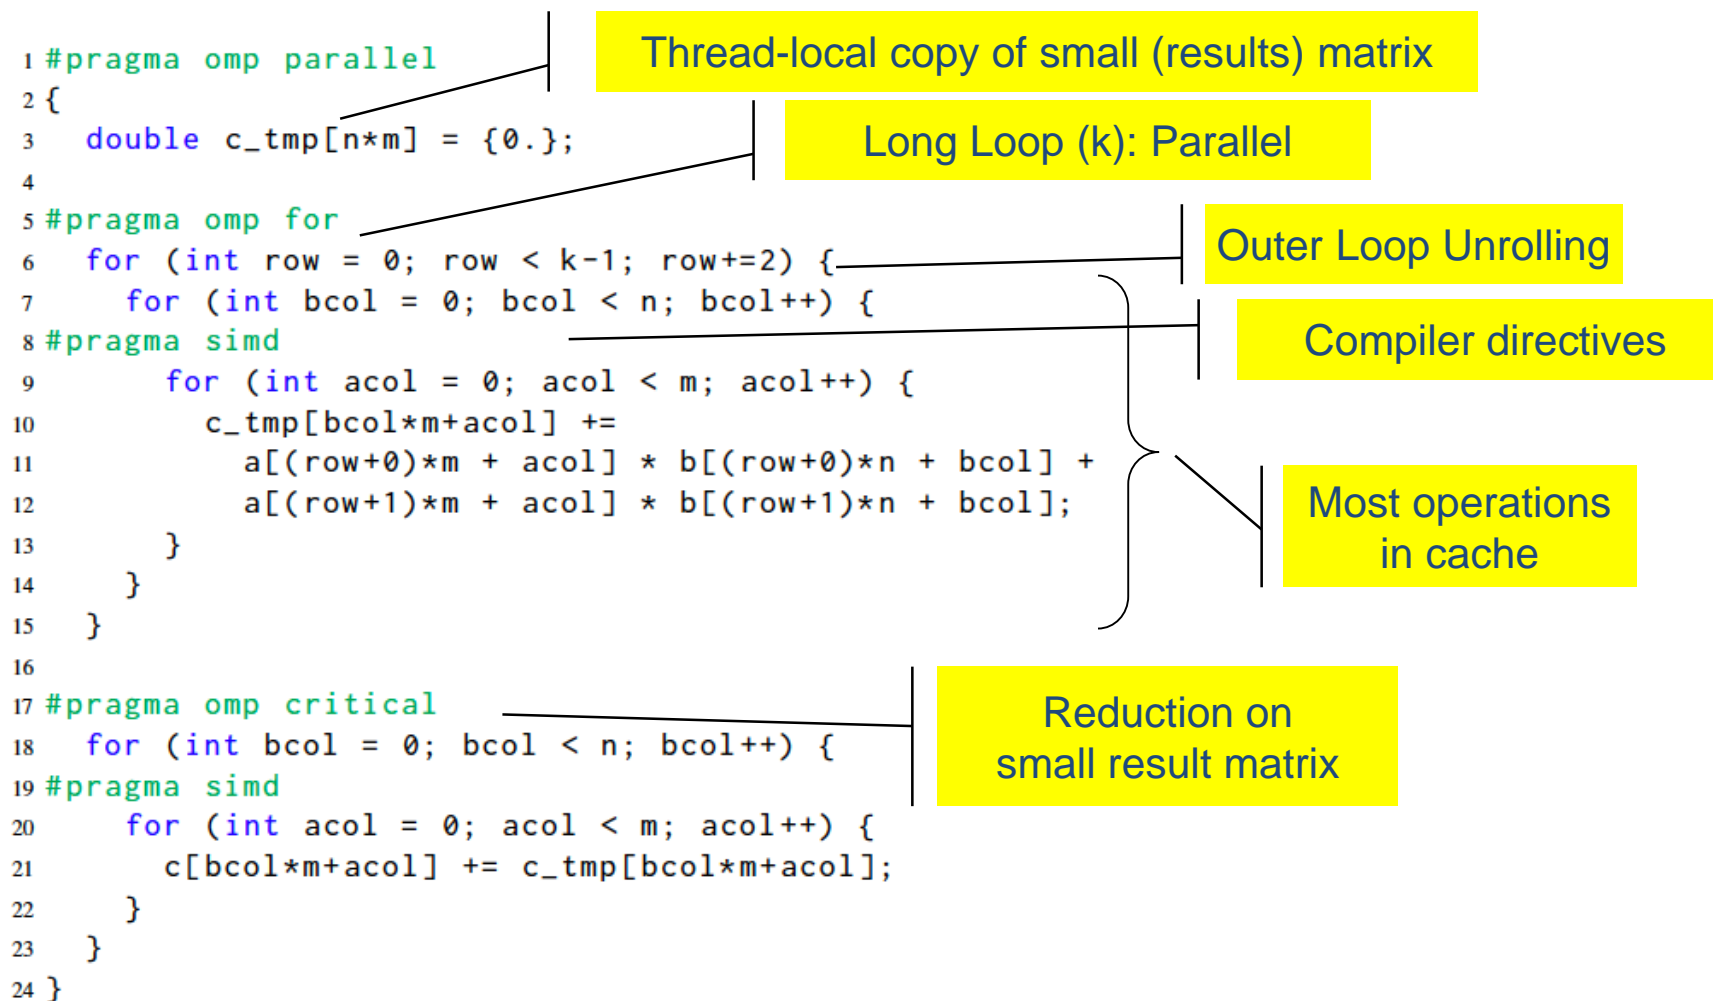 1 #pragma omp parallel
2 {
3 double c_tmp[n*m] = {0.};
4
5 #pragma omp for
6 for (int row = 0; row < k-1; row+=2) {
7 for (int bcol = 0; bcol < n; bcol++) {
8 #pragma simd
9 for (int acol = 0; acol < m; acol++) {
10 c_tmp[bcol*m+acol] +=
11 a[(row+0)*m + acol] * b[(row+0)*n + bcol] +
12 a[(row+1)*m + acol] * b[(row+1)*n + bcol];
13 }
14 }
15 }
16
17 #pragma omp critical
18 for (int bcol = 0; bcol < n; bcol++) {
19 #pragma simd
20 for (int acol = 0; acol < m; acol++) {
21 c[bcol*m+acol] += c_tmp[bcol*m+acol];
22 }
23 }
24 }
Thread-local copy of small (results) matrix
Long Loop (k): Parallel
Outer Loop Unrolling
Compiler directives
Most operations
in cache
Reduction on
small result matrix